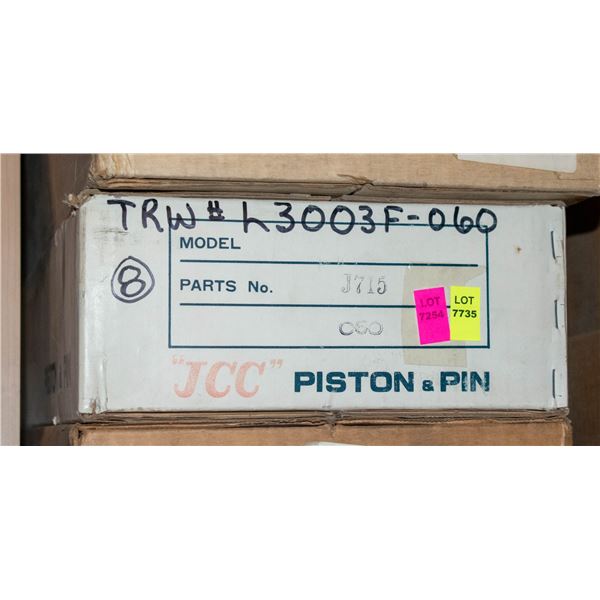 TRW # L3003F-060
MODEL
8
PARTS No. J715
060
LOT 7254
LOT 7735
"JCC" PISTON & PIN